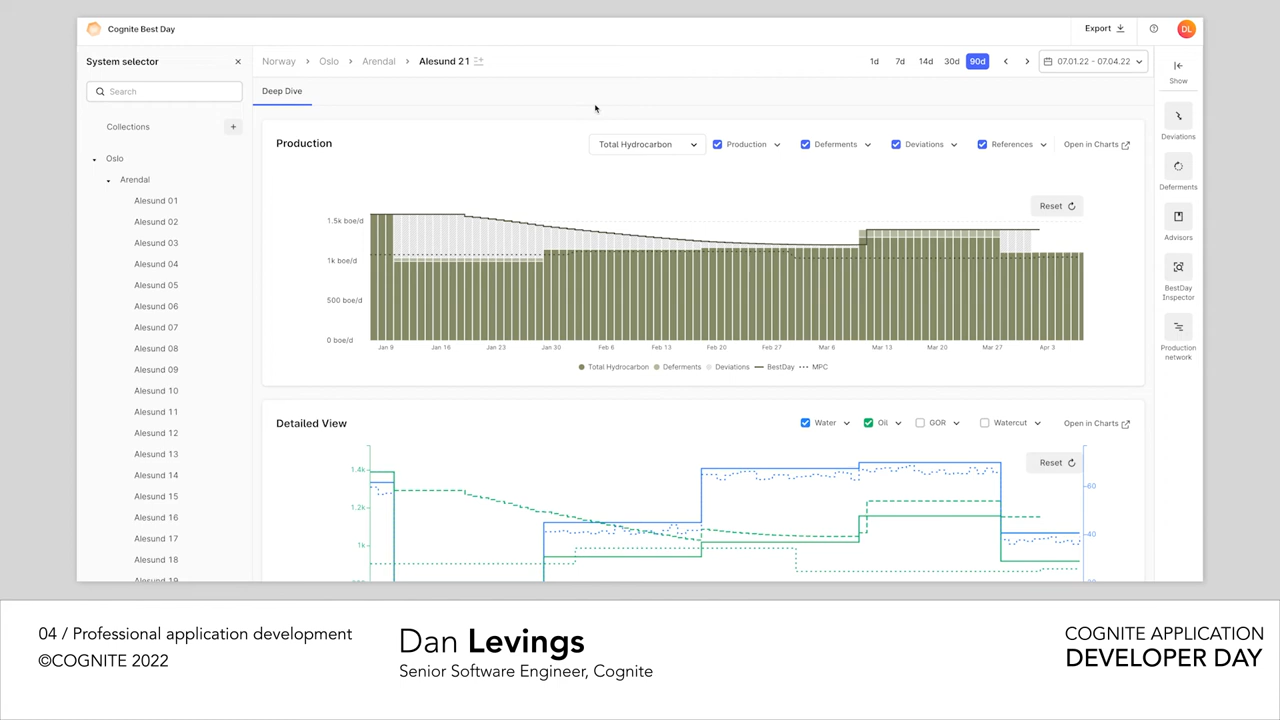 Cognite Best Day
Export
DL
System selector
Norway > Oslo > Arendal > Alesund 21
1d 7d 14d 30d 90d
07.01.22 - 07.04.22
Show
Search
Deep Dive
Collections
Oslo
Arendal
Alesund 01
Alesund 02
Alesund 03
Alesund 04
Alesund 05
Alesund 06
Alesund 07
Alesund 08
Alesund 09
Alesund 10
Alesund 11
Alesund 12
Alesund 13
Alesund 14
Alesund 15
Alesund 16
Alesund 17
Alesund 18
Alesund 19
Production
Total Hydrocarbon
Production
Deferments
Deviations
References
Open in Charts
Reset
1.5k boe/d
1k boe/d
500 boe/d
0 boe/d
Jan 9 Jan 16 Jan 23 Jan 30 Feb 6 Feb 13 Feb 20 Feb 27 Mar 6 Mar 13 Mar 20 Mar 27 Apr 3
Total Hydrocarbon Deferments Deviations BestDay MPC
Detailed View
Water
Oil
GOR
Watercut
Open in Charts
Reset
1.4k
1.2k
1k
60
40
Deviations
Deferments
Advisors
BestDay
Inspector
Production
network
04 / Professional application development
©COGNITE 2022
Dan Levings
Senior Software Engineer, Cognite
COGNITE APPLICATION
DEVELOPER DAY